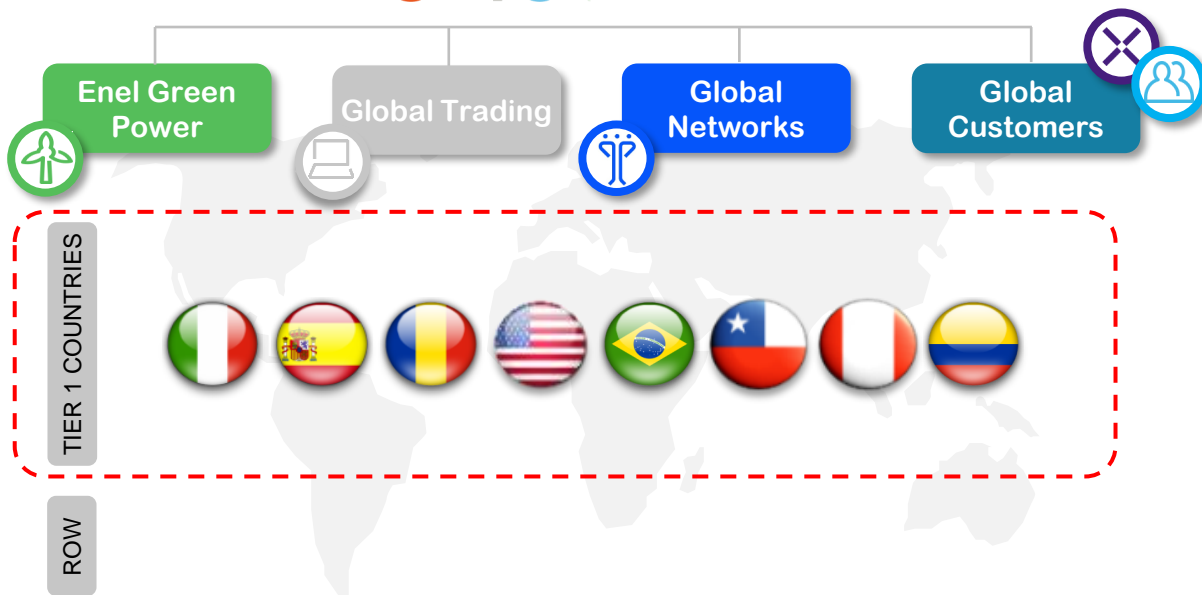 Enel Green
Power
Global Trading
Global
Networks
Global
Customers
TIER 1 COUNTRIES
ROW